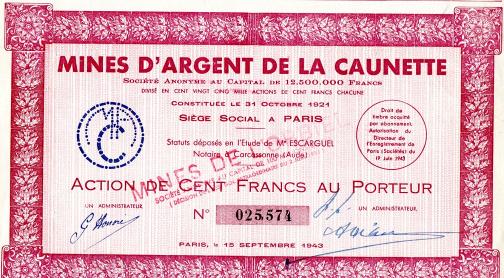 MINES D'ARGENT DE LA CAUNETTE
SOCIÉTÉ ANONYME AU CAPITAL DE 12.500.000 FRANCS
DIVISÉ EN CENT VINGT CINQ MILLE ACTIONS DE CENT FRANCS CHACUNE
CONSTITUÉE LE 31 OCTOBRE 1921
SIÈGE SOCIAL A PARIS
Statuts déposés en l'Etude de Me ESCARGUEL
Notaire à Carcassonne (Aude)
Droit de
timbre acquitté
par abonnement.
Autorisation du
Directeur de
l'Enregistrement de
Paris (Sociétés) du
19 Juin 1943
MINES DE
ACTION DE CENT FRANCS AU PORTEUR
UN ADMINISTRATEUR.
N° 025,574
UN ADMINISTRATEUR.
PARIS, LE 15 SEPTEMBRE 1943